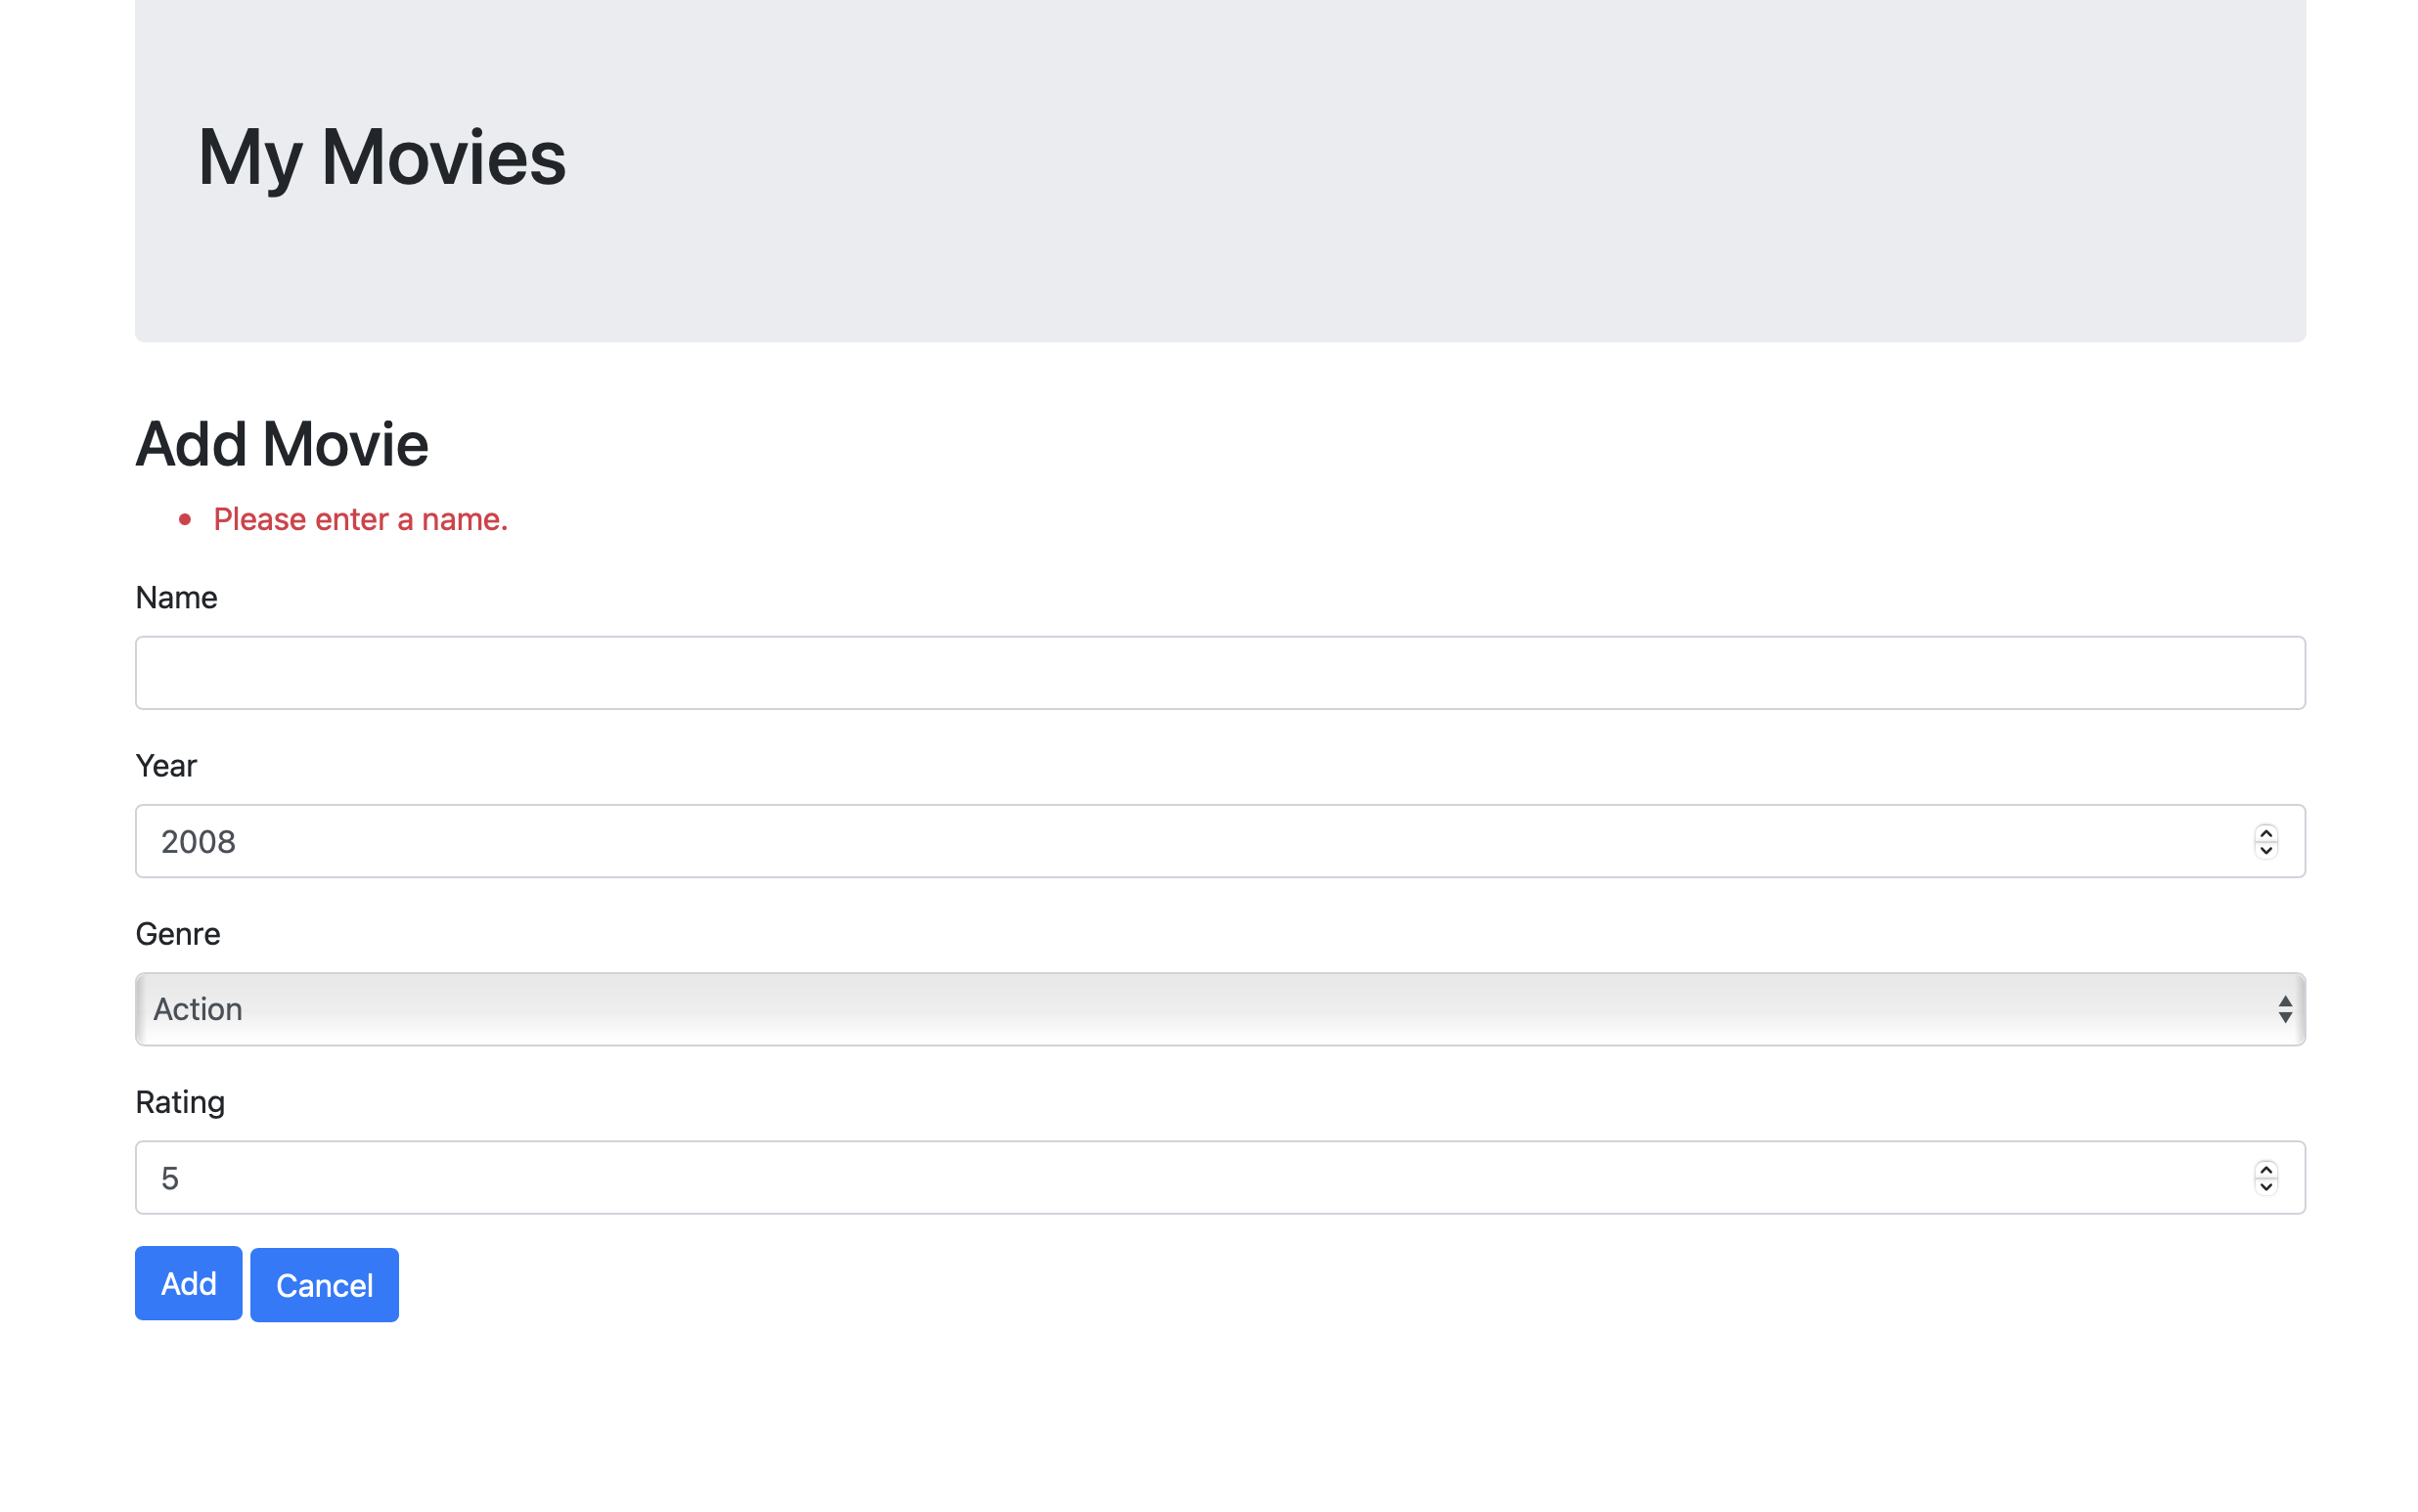 My Movies
Add Movie
• Please enter a name.
Name
Year
2008
Genre
Action
Rating
5
Add Cancel